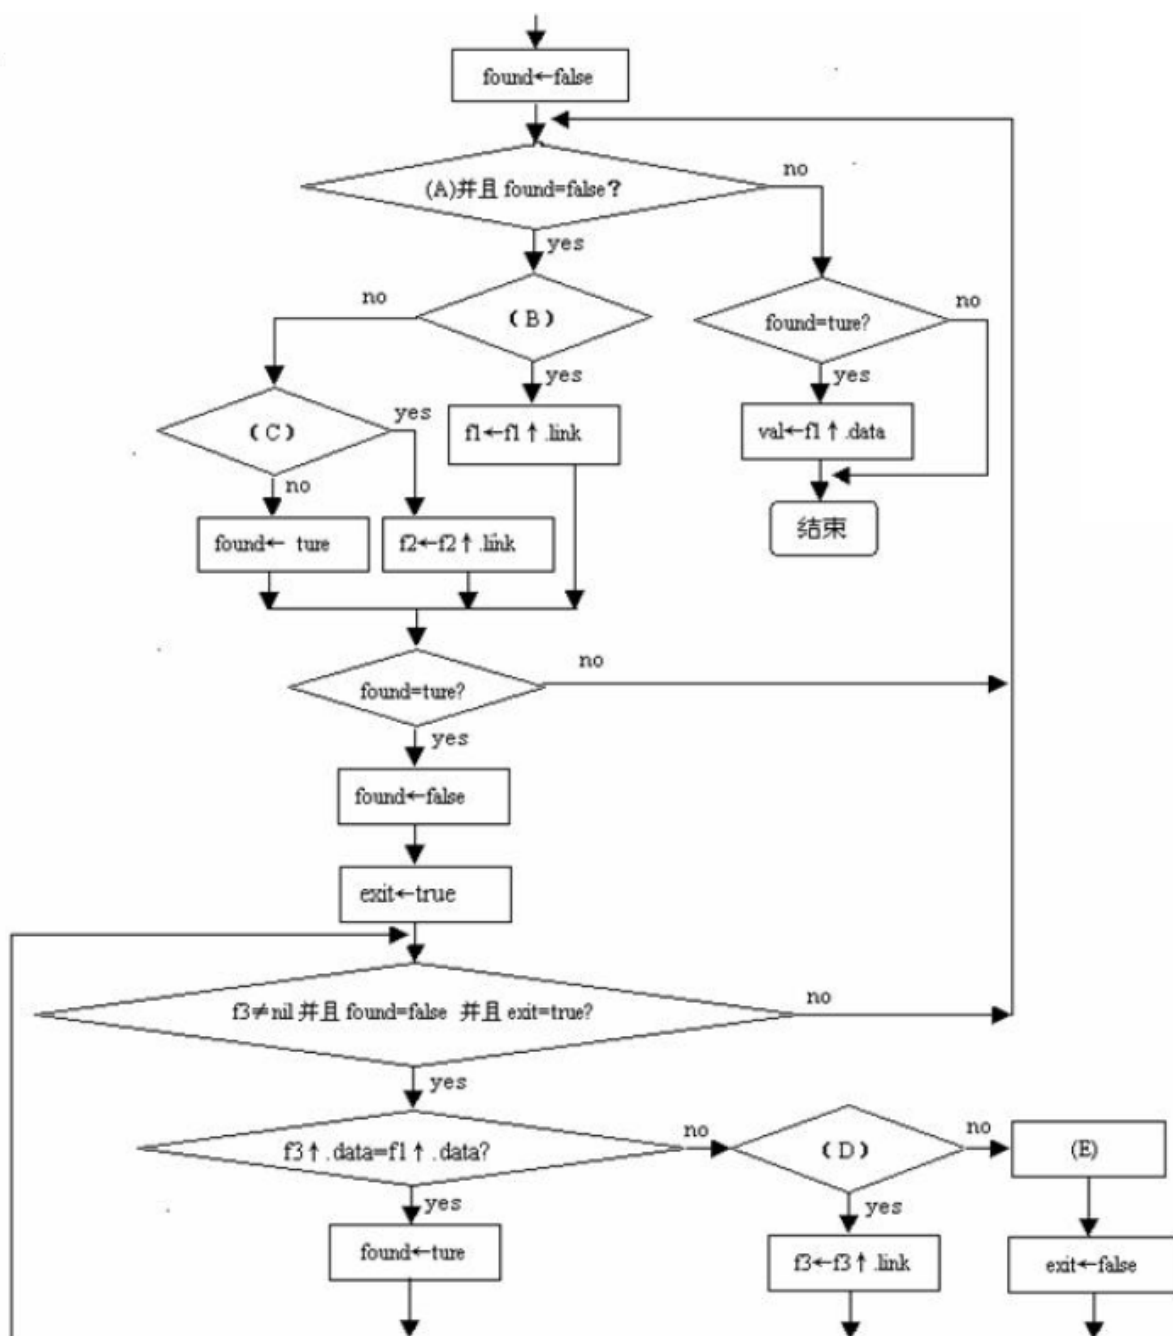 found←false
(A)并且 found=false？
no
yes
(B)
no
found=ture?
no
yes
yes
(C)
yes
f1←f1↑.link
val←f1↑.data
no
结束
found← ture
f2←f2↑.link
found=ture?
no
yes
found←false
exit←true
f3≠nil 并且 found=false 并且 exit=true?
no
yes
f3↑.data=f1↑.data?
no
(D)
no
(E)
yes
yes
found←ture
f3←f3↑.link
exit←false